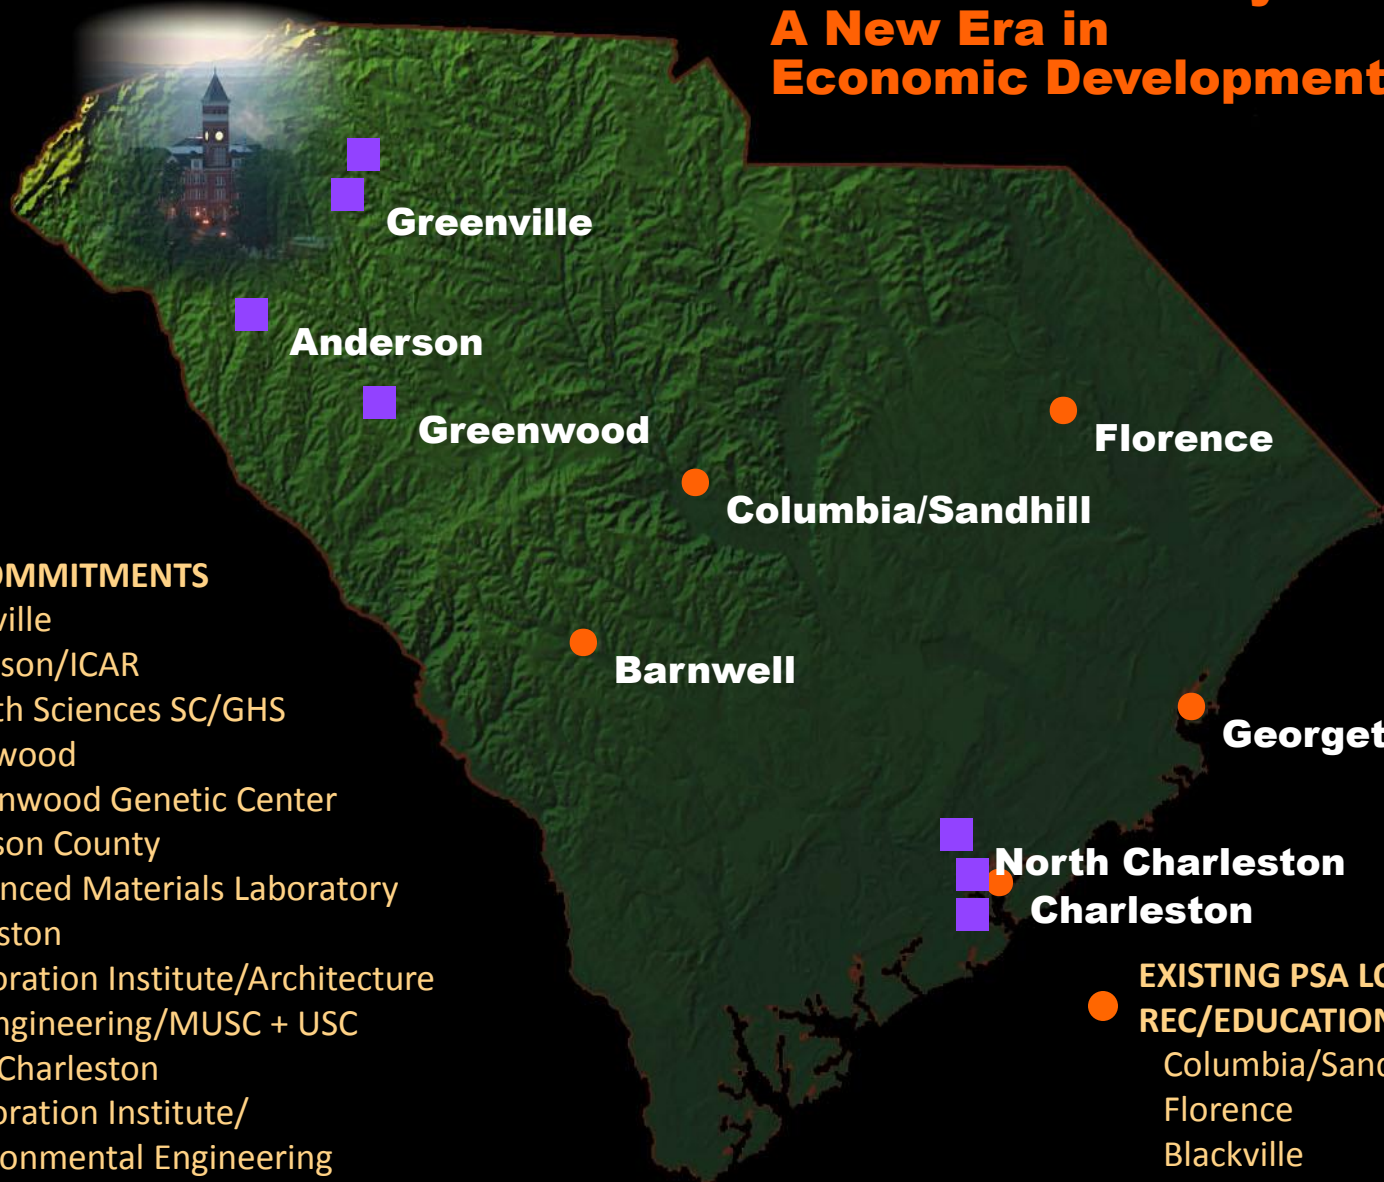 A New Era in
Economic Development
Greenville
Anderson
Greenwood
Florence
Columbia/Sandhill
Barnwell
Georget
North Charleston
Charleston
OMMITMENTS
ville
son/ICAR
th Sciences SC/GHS
wood
nwood Genetic Center
son County
nced Materials Laboratory
ston
oration Institute/Architecture
ngineering/MUSC + USC
Charleston
oration Institute/
onmental Engineering
EXISTING PSA LO
REC/EDUCATION
Columbia/Sand
Florence
Blackville